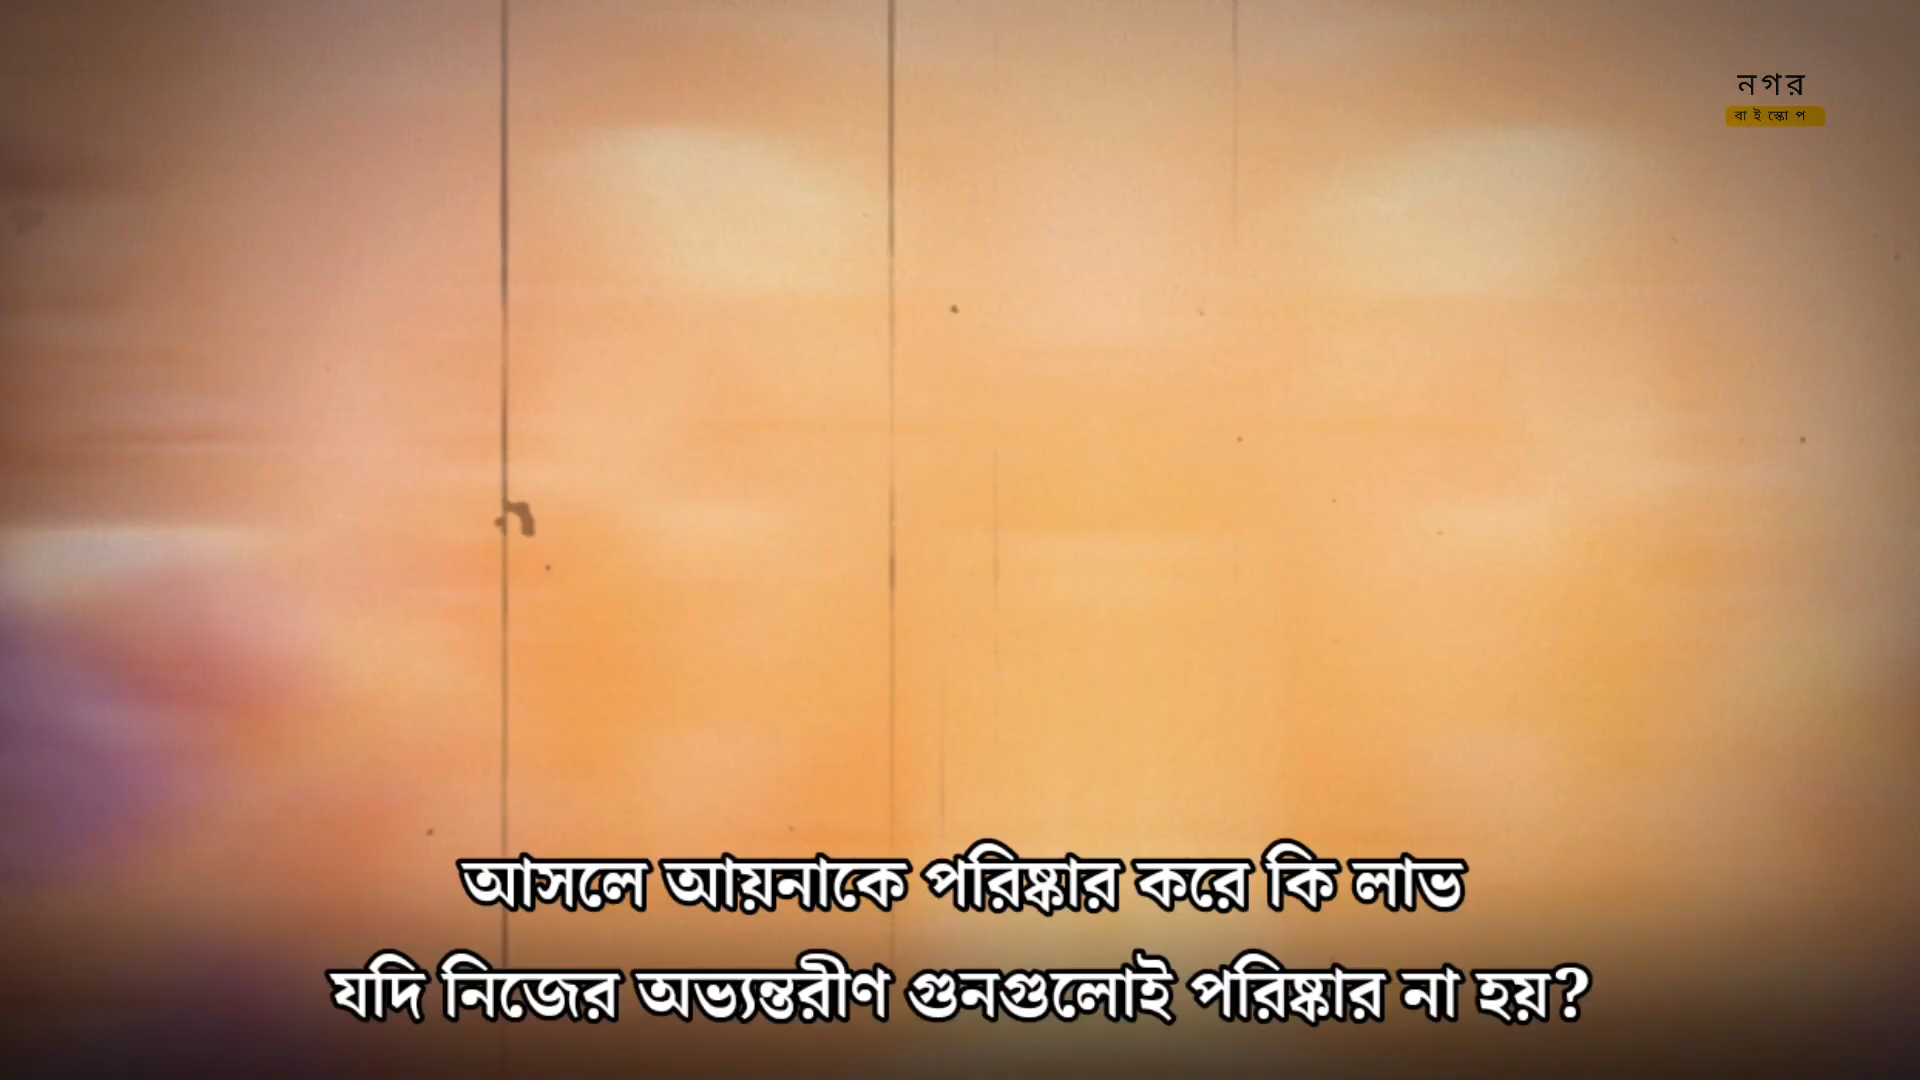 নগর
বাইস্কোপ
আসলে আয়নাকে পরিষ্কার করে কি লাভ
যদি নিজের অভ্যন্তরীণ গুনগুলোই পরিষ্কার না হয়?